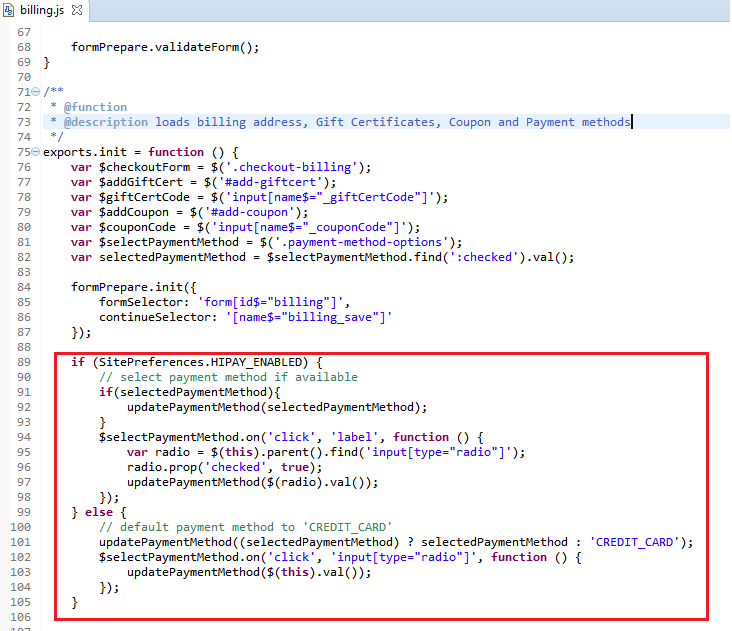 billing.js
67
68 formPrepare.validateForm();
69 }
70
71 /**
72 * @function
73 * @description loads billing address, Gift Certificates, Coupon and Payment methods
74 */
75 exports.init = function () {
76 var $checkoutForm = $('.checkout-billing');
77 var $addGiftCert = $('#add-giftcert');
78 var $giftCertCode = $('input[name$="_giftCertCode"]');
79 var $addCoupon = $('#add-coupon');
80 var $couponCode = $('input[name$="_couponCode"]');
81 var $selectPaymentMethod = $('.payment-method-options');
82 var selectedPaymentMethod = $selectPaymentMethod.find(':checked').val();
83
84 formPrepare.init({
85 formSelector: 'form[id$="billing"]',
86 continueSelector: '[name$="billing_save"]'
87 });
88
89 if (SitePreferences.HIPAY_ENABLED) {
90 // select payment method if available
91 if(selectedPaymentMethod){
92 updatePaymentMethod(selectedPaymentMethod);
93 }
94 $selectPaymentMethod.on('click', 'label', function () {
95 var radio = $(this).parent().find('input[type="radio"]');
96 radio.prop('checked', true);
97 updatePaymentMethod($(radio).val());
98 });
99 } else {
100 // default payment method to 'CREDIT_CARD'
101 updatePaymentMethod((selectedPaymentMethod) ? selectedPaymentMethod : 'CREDIT_CARD');
102 $selectPaymentMethod.on('click', 'input[type="radio"]', function () {
103 updatePaymentMethod($(this).val());
104 });
105 }
106
107